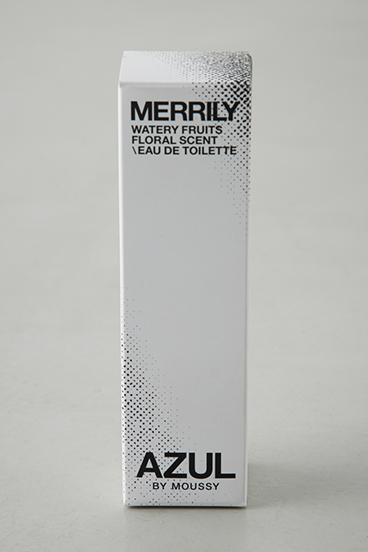 MERRILY
WATERY FRUITS
FLORAL SCENT
\EAU DE TOILETTE
AZUL
BY MOUSSY